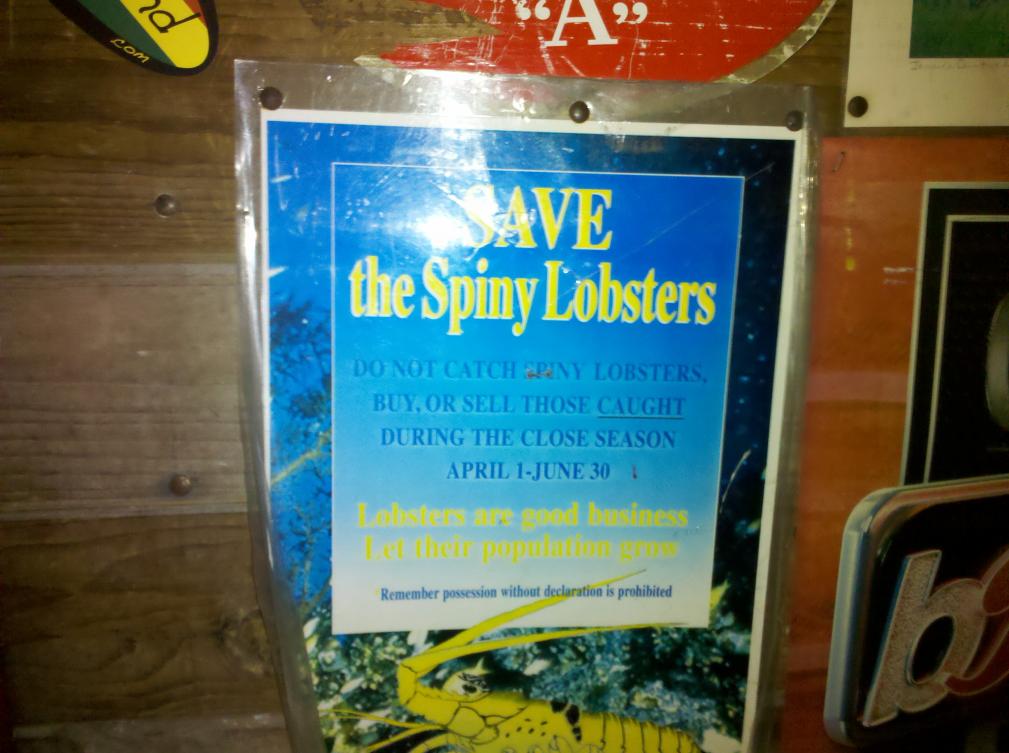 .com
"A"
SAVE
the Spiny Lobsters
DO NOT CATCH SPINY LOBSTERS,
BUY, OR SELL THOSE CAUGHT
DURING THE CLOSE SEASON
APRIL 1-JUNE 30
Lobsters are good business
Let their population grow
*Remember possession without declaration is prohibited